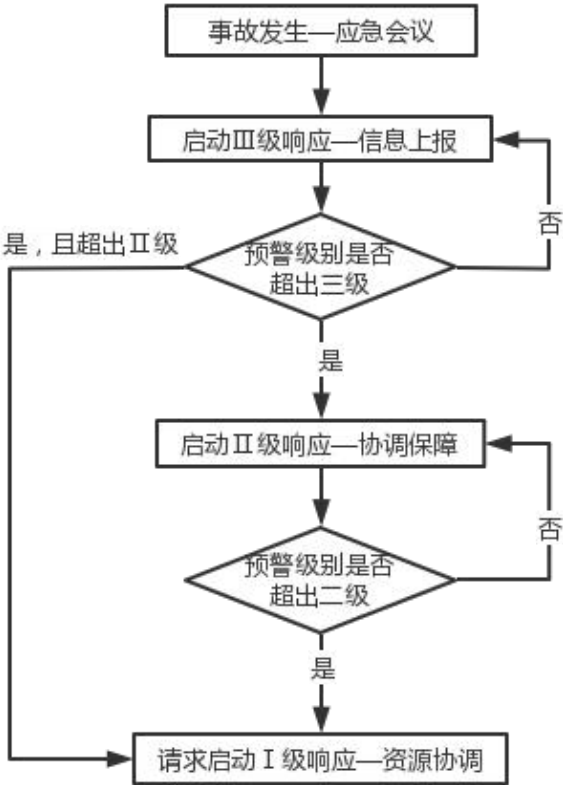 事故发生—应急会议
启动Ⅲ级响应—信息上报
否
是，且超出Ⅱ级
预警级别是否
超出三级
是
启动Ⅱ级响应—协调保障
否
预警级别是否
超出二级
是
请求启动Ⅰ级响应—资源协调